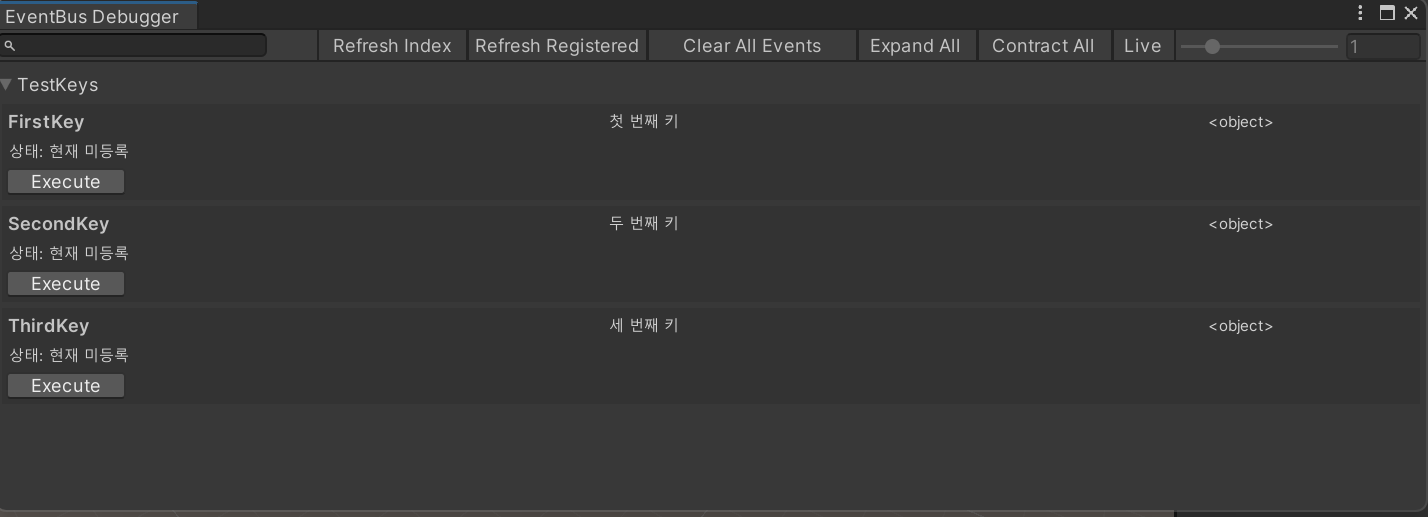 EventBus Debugger
Refresh Index Refresh Registered Clear All Events Expand All Contract All Live 1
TestKeys
FirstKey 첫 번째 키 <object>
상태: 현재 미등록
Execute
SecondKey 두 번째 키 <object>
상태: 현재 미등록
Execute
ThirdKey 세 번째 키 <object>
상태: 현재 미등록
Execute